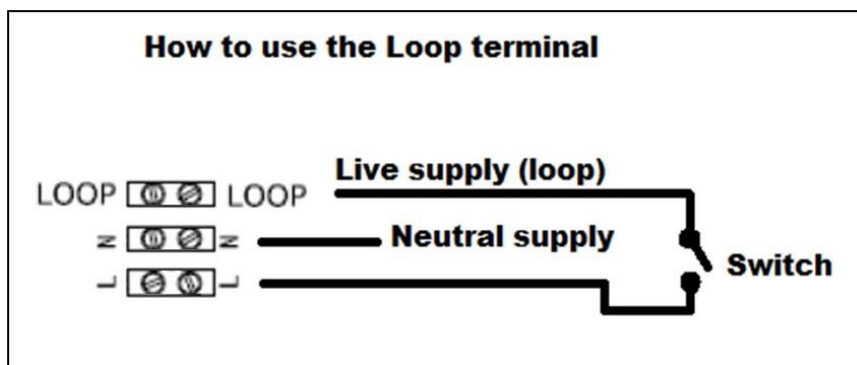 How to use the Loop terminal
Live supply (loop)
LOOP LOOP
N N Neutral supply
Switch
L L